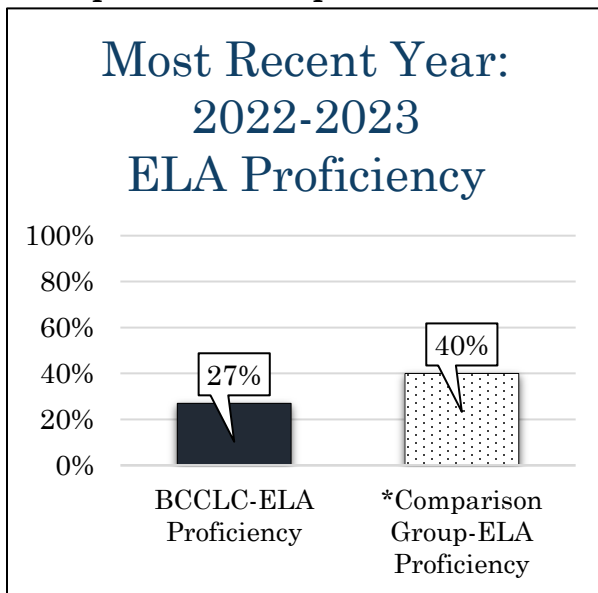 Most Recent Year:
2022-2023
ELA Proficiency
100%
80%
60%
40%
20%
0%
27%
40%
BCCLC-ELA
Proficiency
*Comparison
Group-ELA
Proficiency